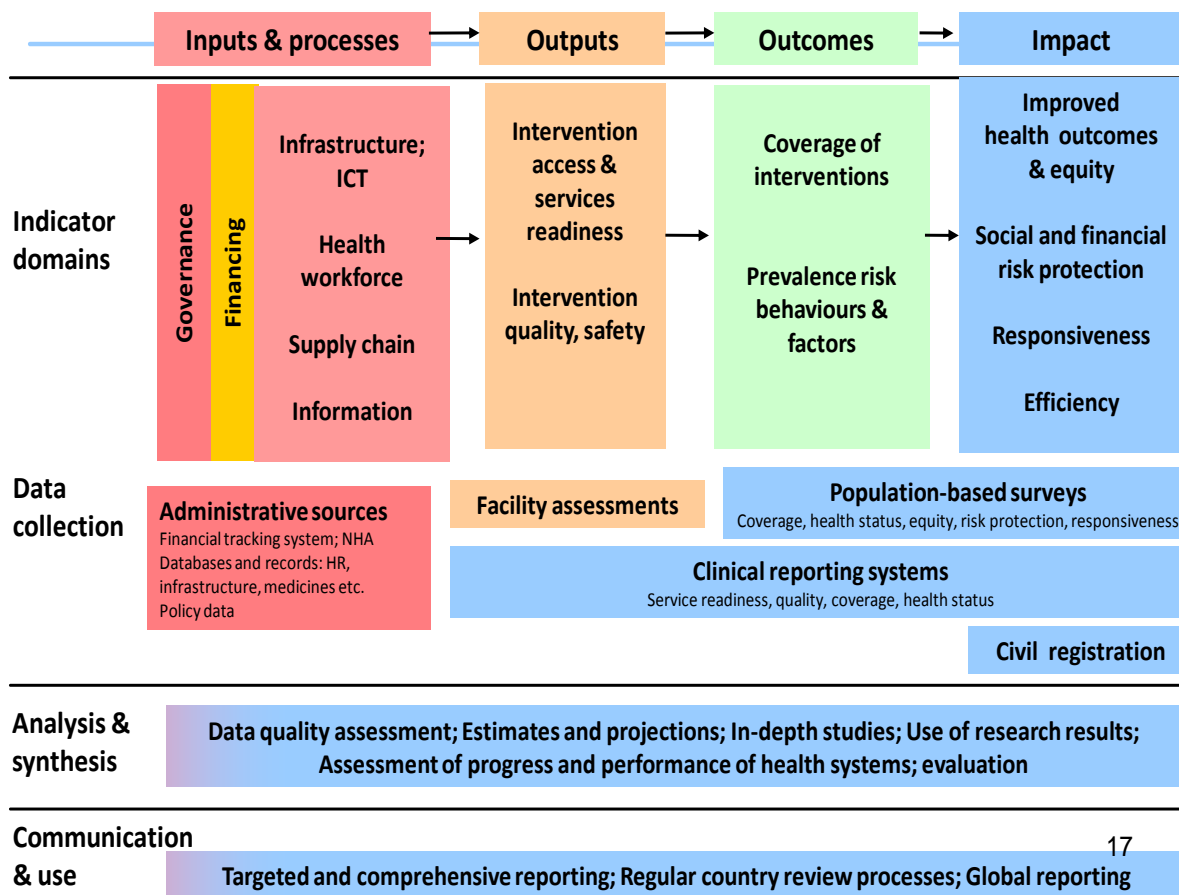 Inputs & processes
Outputs
Outcomes
Impact
Indicator
domains
Governance
Financing
Infrastructure;
ICT
Health
workforce
Supply chain
Information
Intervention
access &
services
readiness
Intervention
quality, safety
Coverage of
interventions
Prevalence risk
behaviours &
factors
Improved
health outcomes
& equity
Social and financial
risk protection
Responsiveness
Efficiency
Data
collection
Administrative sources
Financial tracking system; NHA
Databases and records: HR,
infrastructure, medicines etc.
Policy data
Facility assessments
Population-based surveys
Coverage, health status, equity, risk protection, responsiveness
Clinical reporting systems
Service readiness, quality, coverage, health status
Civil registration
Analysis &
synthesis
Data quality assessment; Estimates and projections; In-depth studies; Use of research results;
Assessment of progress and performance of health systems; evaluation
Communication
& use
17
Targeted and comprehensive reporting; Regular country review processes; Global reporting